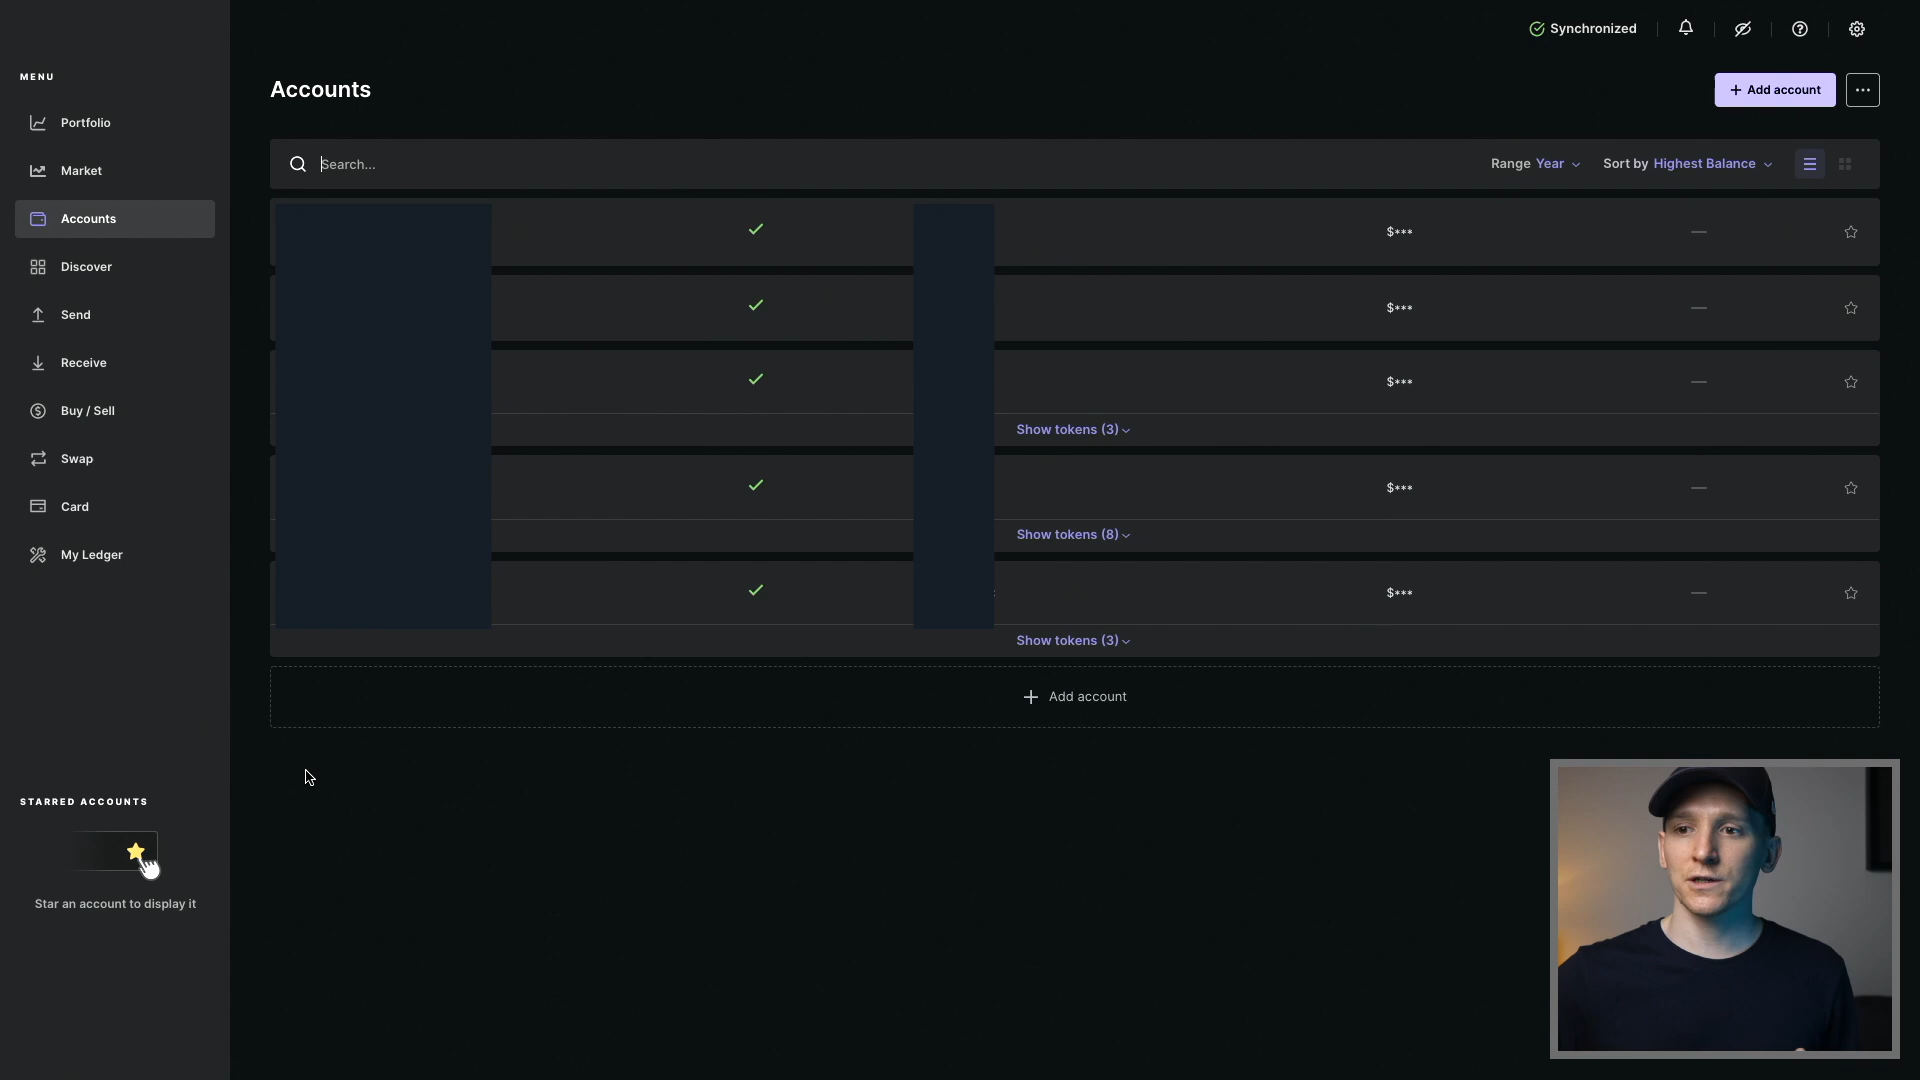 Synchronized
MENU
Portfolio
Market
Accounts
Discover
Send
Receive
Buy / Sell
Swap
Card
My Ledger
STARRED ACCOUNTS
Star an account to display it
Accounts
+ Add account
Search...
Range Year
Sort by Highest Balance
$***
$***
$***
Show tokens (3)
$***
Show tokens (8)
$***
Show tokens (3)
+ Add account